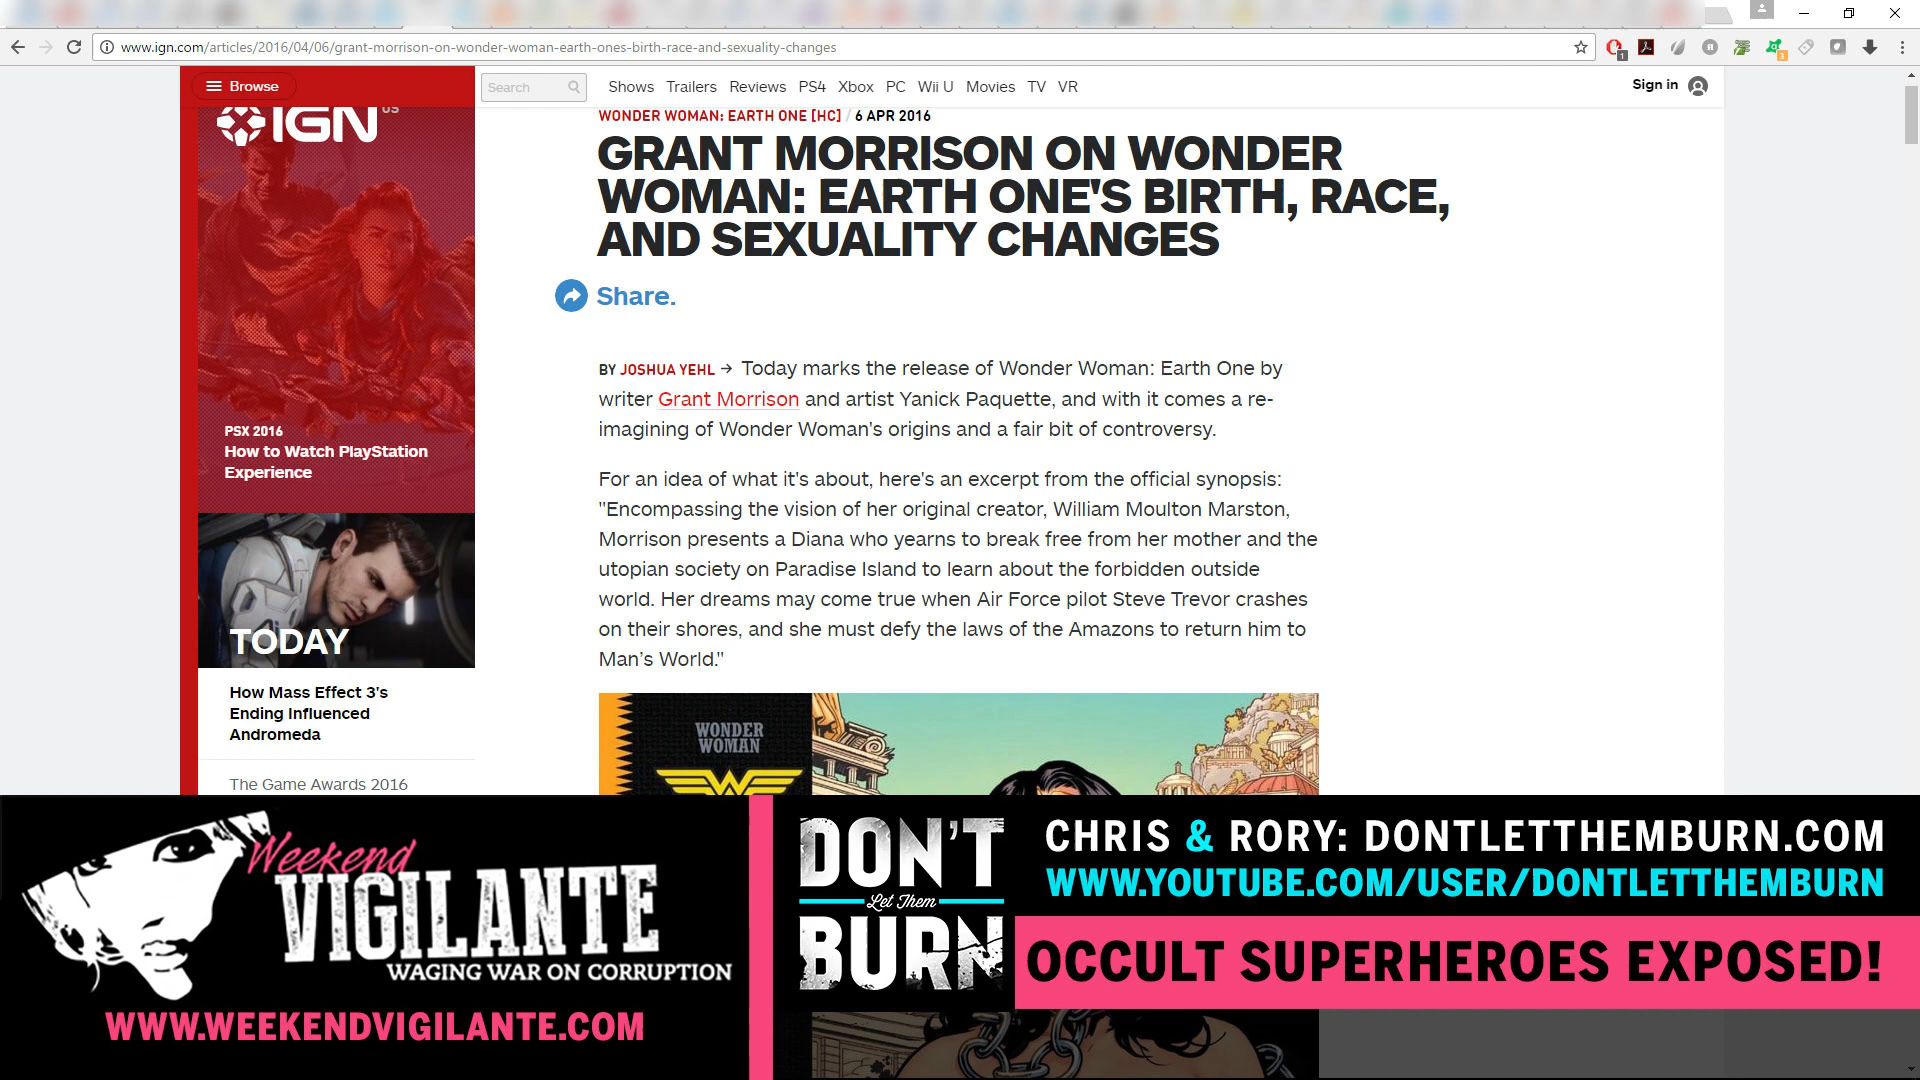 www.ign.com/articles/2016/04/06/grant-morrison-on-wonder-woman-earth-ones-birth-race-and-sexuality-changes
1
3
Browse
Search
Shows Trailers Reviews PS4 Xbox PC Wii U Movies TV VR
Sign in
IGN US
WONDER WOMAN: EARTH ONE [HC] / 6 APR 2016
GRANT MORRISON ON WONDER
WOMAN: EARTH ONE'S BIRTH, RACE,
AND SEXUALITY CHANGES
Share.
BY JOSHUA YEHL → Today marks the release of Wonder Woman: Earth One by
writer Grant Morrison and artist Yanick Paquette, and with it comes a re-
imagining of Wonder Woman's origins and a fair bit of controversy.
For an idea of what it's about, here's an excerpt from the official synopsis:
"Encompassing the vision of her original creator, William Moulton Marston,
Morrison presents a Diana who yearns to break free from her mother and the
utopian society on Paradise Island to learn about the forbidden outside
world. Her dreams may come true when Air Force pilot Steve Trevor crashes
on their shores, and she must defy the laws of the Amazons to return him to
Man’s World."
PSX 2016
How to Watch PlayStation
Experience
TODAY
How Mass Effect 3's
Ending Influenced
Andromeda
The Game Awards 2016
WONDER
WOMAN
Weekend
VIGILANTE
WAGING WAR ON CORRUPTION
WWW.WEEKENDVIGILANTE.COM
DON'T
Let Them
BURN
CHRIS & RORY: DONTLETTHEMBURN.COM
WWW.YOUTUBE.COM/USER/DONTLETTHEMBURN
OCCULT SUPERHEROES EXPOSED!